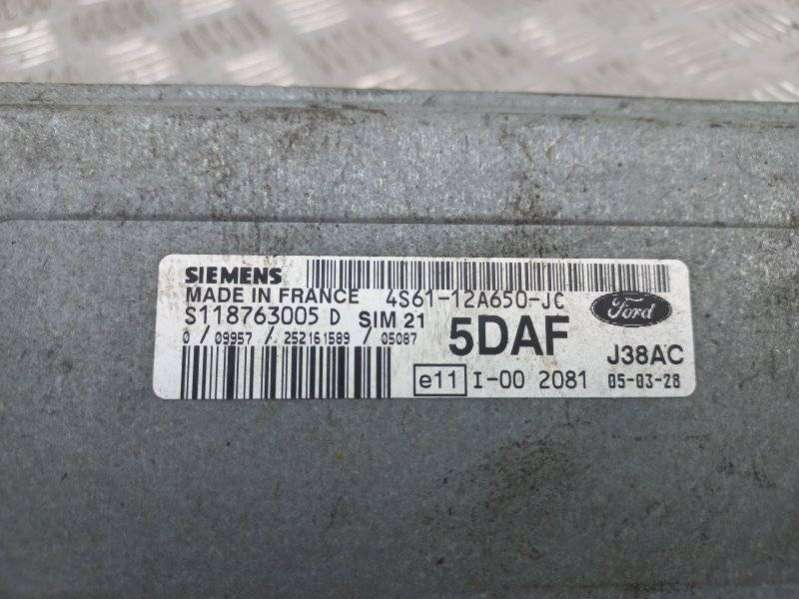 SIEMENS
MADE IN FRANCE 4S61-12A650-JC
S118763005 D SIM 21 5DAF Ford
0 / 09957 / 252161589 / 05087 J38AC
e11 I-00 2081 05-03-28